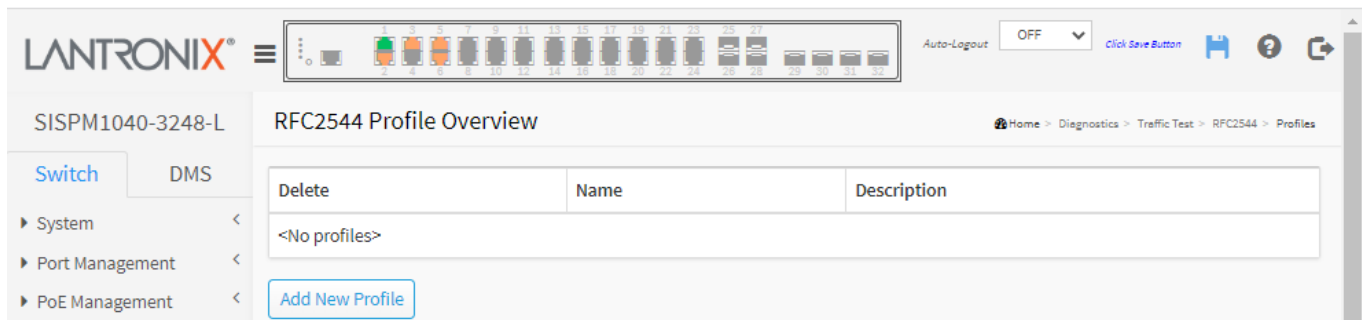 LANTRONIX®
1 3 5 7 9 11 13 15 17 19 21 23 25 27
2 4 6 8 10 12 14 16 18 20 22 24 26 28 29 30 31 32
Auto-Logout OFF Click Save Button
SISPM1040-3248-L
RFC2544 Profile Overview
Home > Diagnostics > Traffic Test > RFC2544 > Profiles
Switch DMS
Delete Name Description
System
<No profiles>
Port Management
PoE Management
Add New Profile